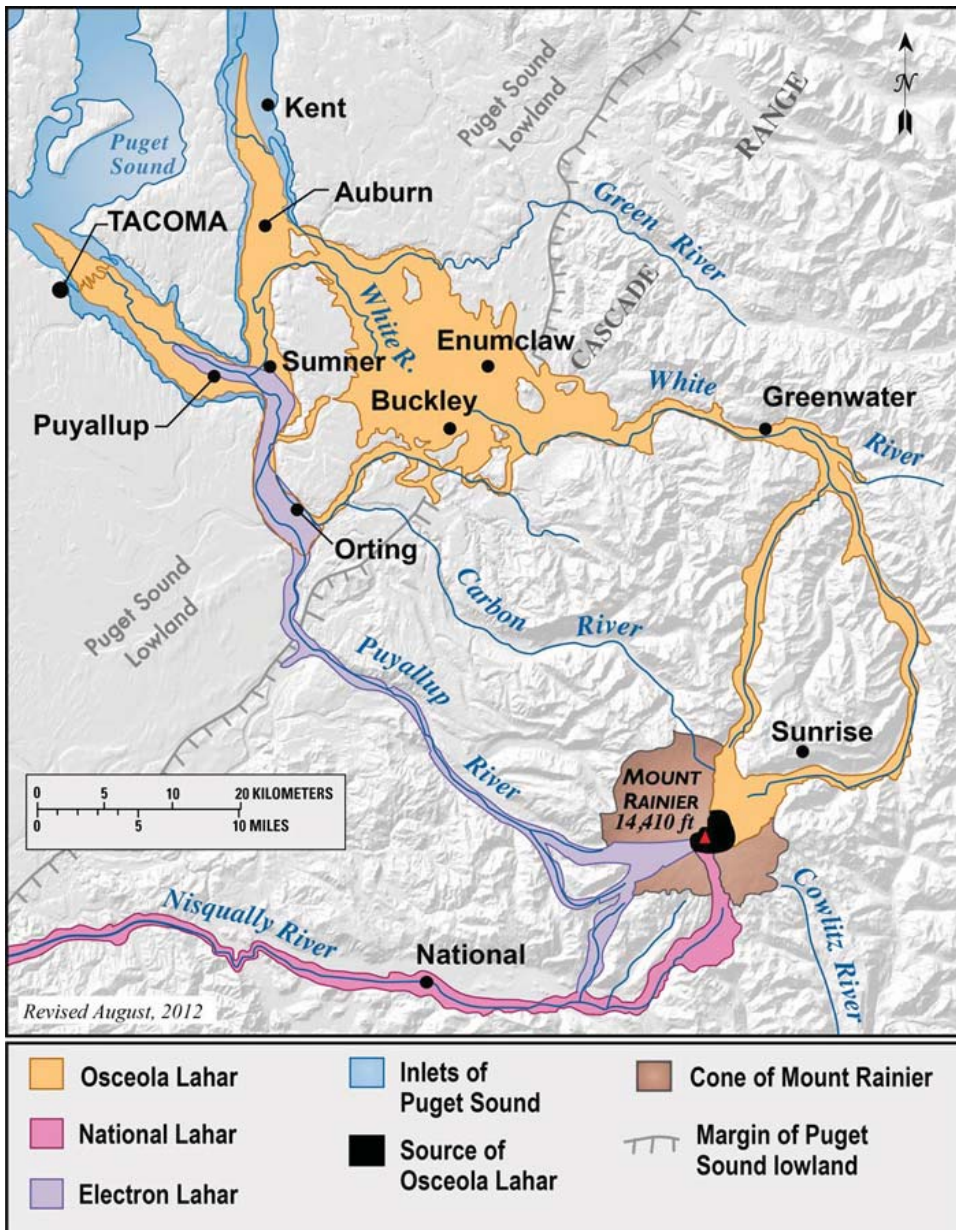 Kent
Puget Sound
Lowland
RANGE
N
Puget
Sound
Auburn
TACOMA
Green River
CASCADE
White R.
Enumclaw
Sumner
White
River
Greenwater
Buckley
Puyallup
Orting
Puget Sound
Lowland
Carbon
River
Puyallup
River
Sunrise
MOUNT
RAINIER
14,410 ft
0 5 10 20 KILOMETERS
0 5 10 MILES
Cowlitz River
Nisqually River
National
Revised August, 2012
Osceola Lahar
National Lahar
Electron Lahar
Inlets of
Puget Sound
Source of
Osceola Lahar
Cone of Mount Rainier
Margin of Puget
Sound lowland